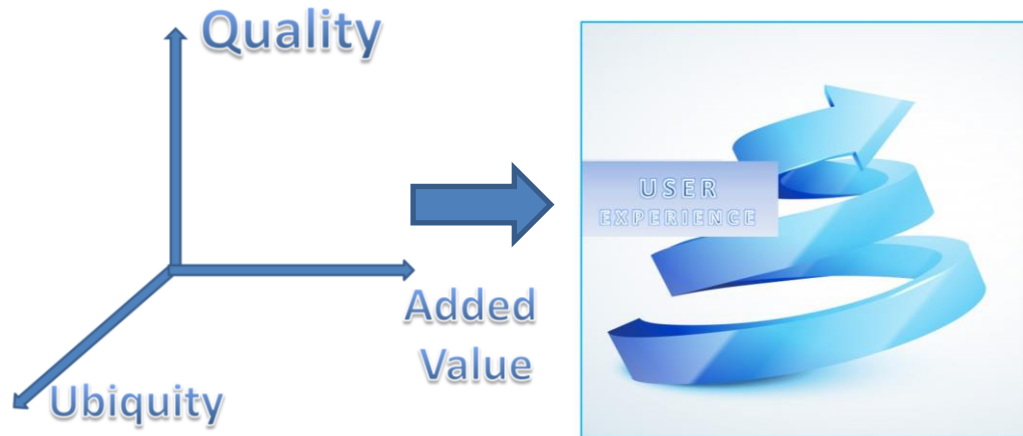 Quality
Added
Value
Ubiquity
USER
EXPERIENCE